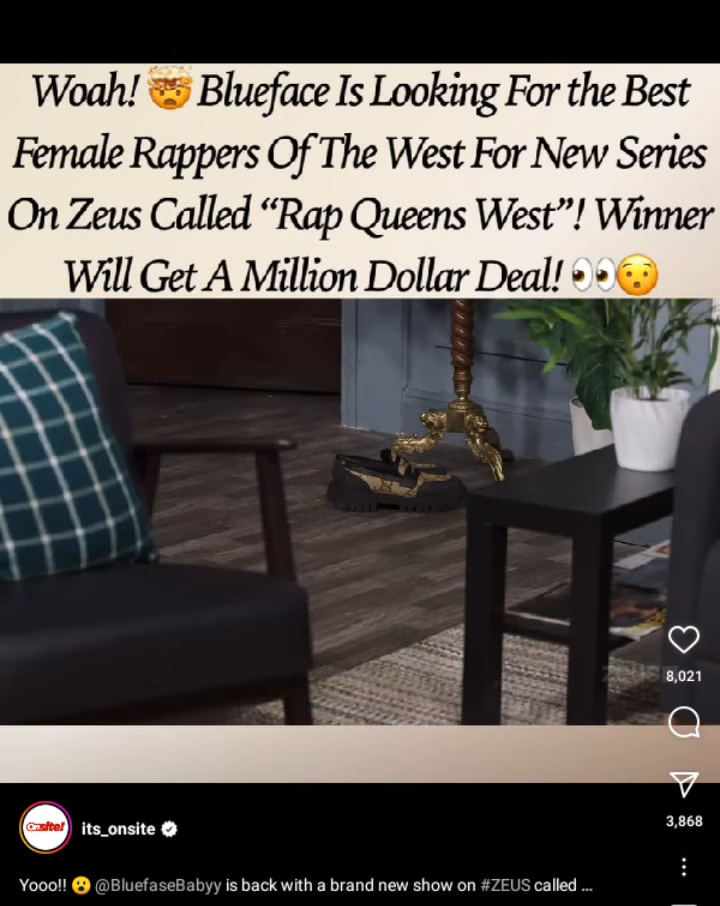 Woah! 🤯 Blueface Is Looking For the Best
Female Rappers Of The West For New Series
On Zeus Called “Rap Queens West”! Winner
Will Get A Million Dollar Deal! 👀😯
8,021
3,868
Onsite!
its_onsite
Yooo!! 😮 @BluefaseBabyy is back with a brand new show on #ZEUS called ...